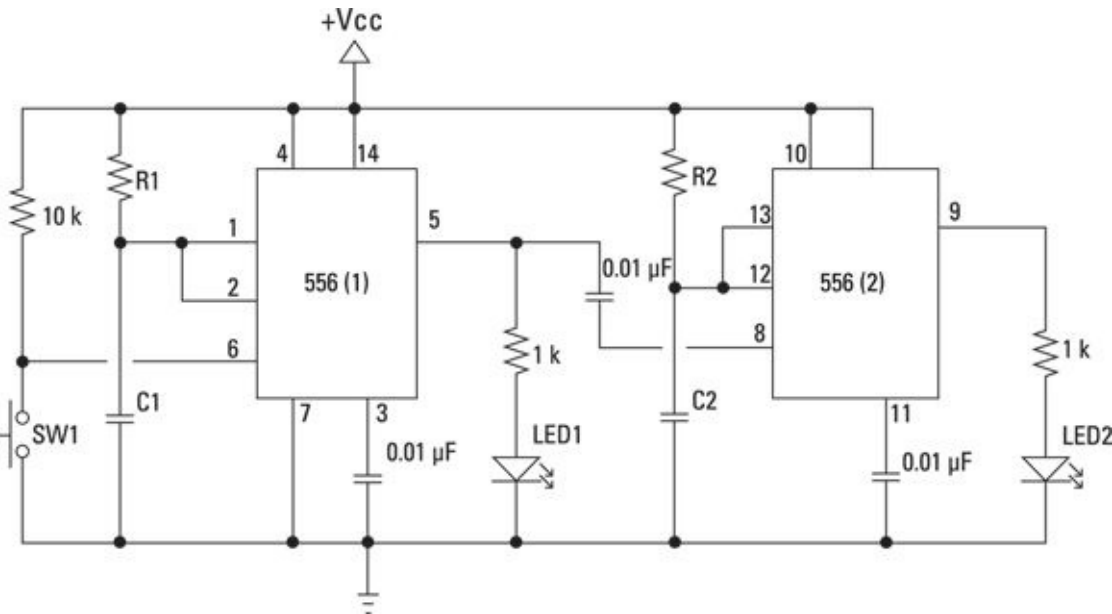 +Vcc
4
14
10
R1
R2
10 k
1
5
13
9
0.01 µF
556 (1)
12
556 (2)
2
6
8
1 k
1 k
C1
7
3
C2
11
SW1
LED1
LED2
0.01 µF
0.01 µF